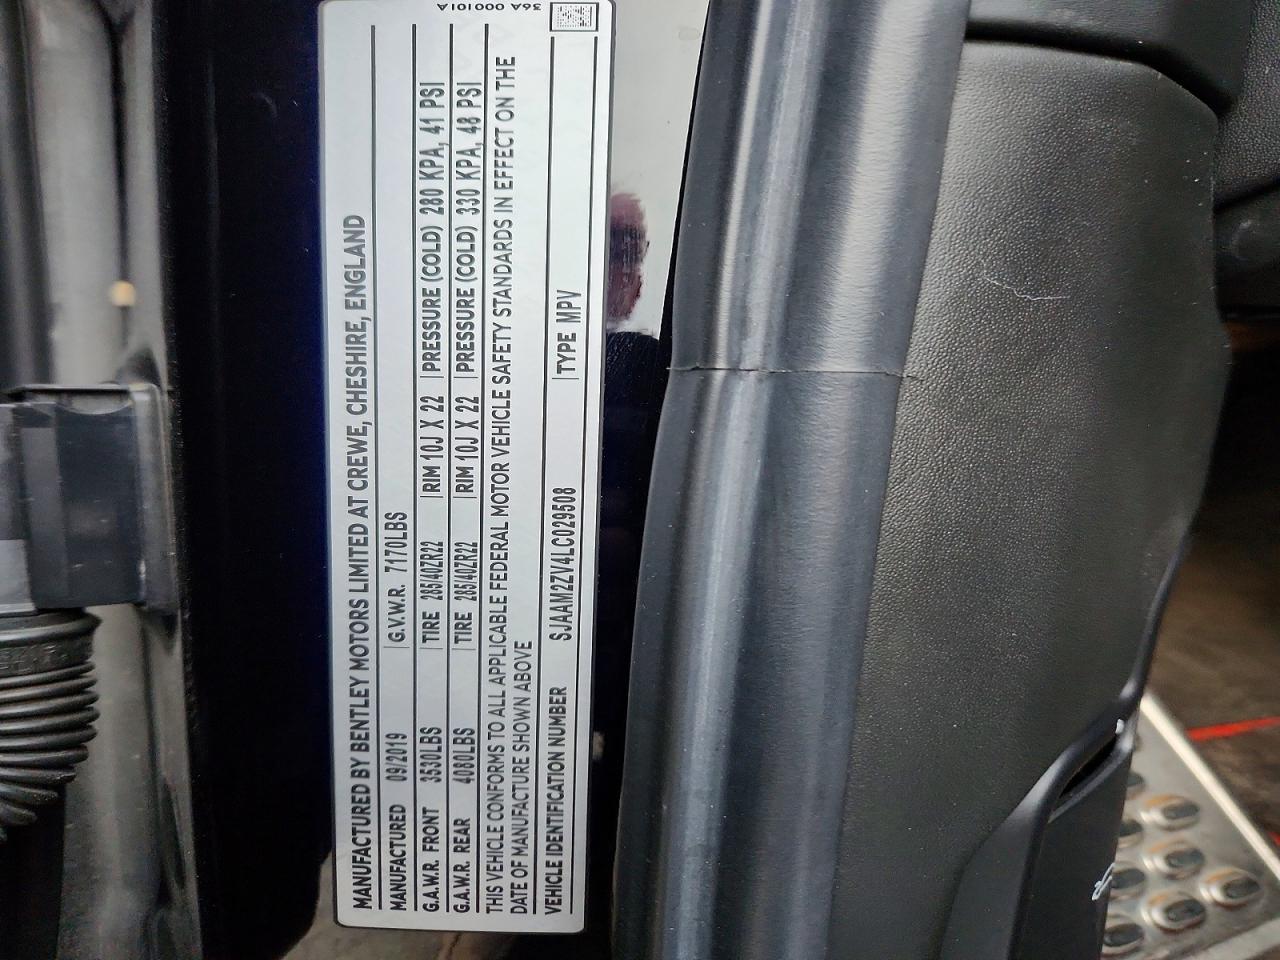 MANUFACTURED BY BENTLEY MOTORS LIMITED AT CREWE, CHESHIRE, ENGLAND
MANUFACTURED 09/2019 G.V.W.R. 7170LBS
G.A.W.R. FRONT 3530LBS TIRE 285/40ZR22 RIM 10J X 22 PRESSURE (COLD) 280 KPA, 41 PSI
G.A.W.R. REAR 4080LBS TIRE 285/40ZR22 RIM 10J X 22 PRESSURE (COLD) 330 KPA, 48 PSI
THIS VEHICLE CONFORMS TO ALL APPLICABLE FEDERAL MOTOR VEHICLE SAFETY STANDARDS IN EFFECT ON THE
DATE OF MANUFACTURE SHOWN ABOVE
VEHICLE IDENTIFICATION NUMBER SJAAM2ZV4LC029508 TYPE MPV
36A 000101A